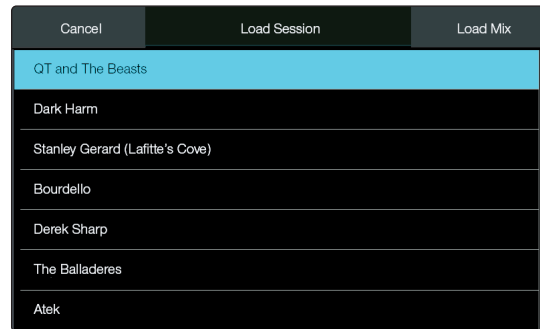 Cancel Load Session Load Mix
QT and The Beasts
Dark Harm
Stanley Gerard (Lafitte's Cove)
Bourdello
Derek Sharp
The Balladeres
Atek